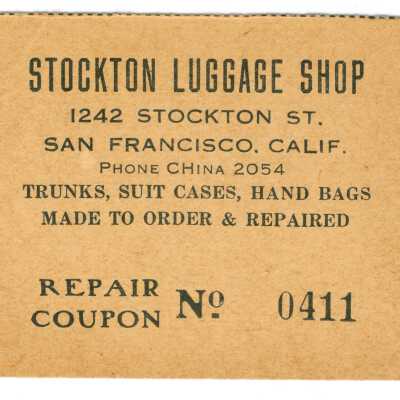 STOCKTON LUGGAGE SHOP
1242 STOCKTON ST.
SAN FRANCISCO, CALIF.
PHONE CHINA 2054
TRUNKS, SUIT CASES, HAND BAGS
MADE TO ORDER & REPAIRED
REPAIR
COUPON No 0411